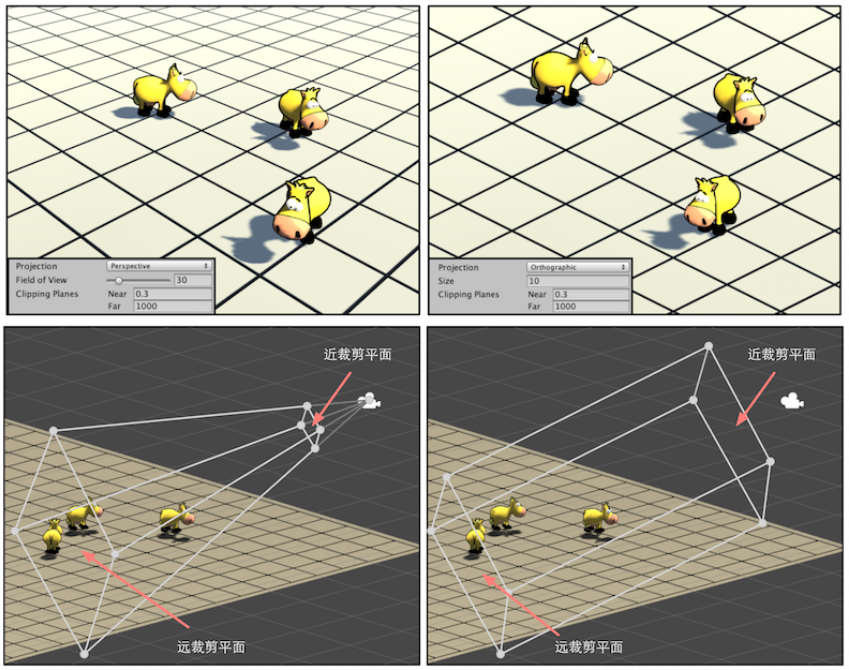 Projection Perspective
Field of View 30
Clipping Planes Near 0.3
Far 1000
Projection Orthographic
Size 10
Clipping Planes Near 0.3
Far 1000
近裁剪平面
远裁剪平面
近裁剪平面
远裁剪平面